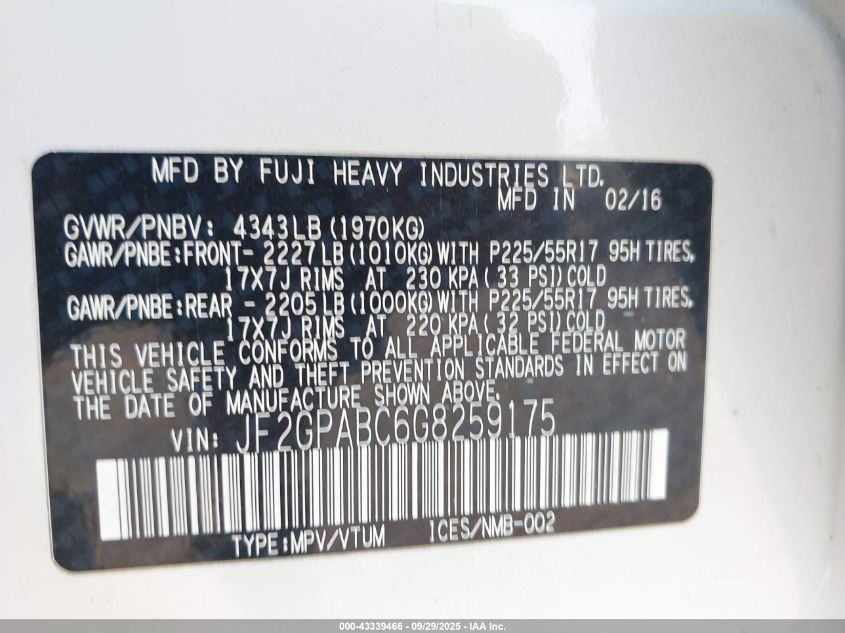 MFD BY FUJI HEAVY INDUSTRIES LTD.
MFD IN 02/16
GVWR/PNBV: 4343LB(1970KG)
GAWR/PNBE:FRONT- 2227LB(1010KG)WITH P225/55R17 95H TIRES,
17X7J RIMS AT 230 KPA(33 PSI)COLD
GAWR/PNBE:REAR - 2205LB(1000KG)WITH P225/55R17 95H TIRES,
17X7J RIMS AT 220 KPA(32 PSI)COLD
THIS VEHICLE CONFORMS TO ALL APPLICABLE FEDERAL MOTOR
VEHICLE SAFETY AND THEFT PREVENTION STANDARDS IN EFFECT ON
THE DATE OF MANUFACTURE SHOWN ABOVE.
VIN: JF2GPABC6G8259175
TYPE:MPV/VTUM ICES/NMB-002
000-43339466 - 09/29/2025 - IAA Inc.